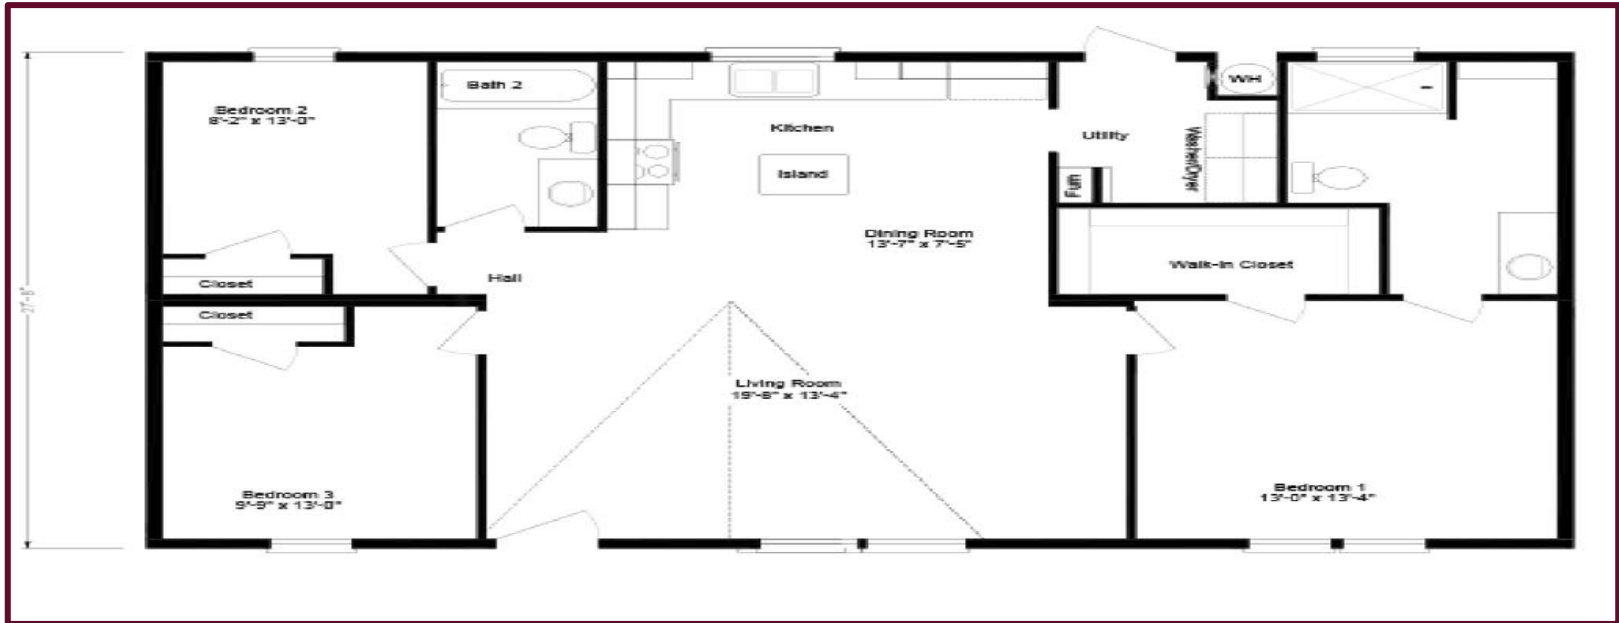 Bath 2
WH
Bedroom 2
8'-2" x 13'-0"
Kitchen
Utility
Washer/Dryer
Island
Furn
Dining Room
13'-7" x 7'-5"
Walk-In Closet
Hall
Closet
Closet
27'-8"
Living Room
19'-8" x 13'-4"
Bedroom 3
9'-9" x 13'-0"
Bedroom 1
13'-0" x 13'-4"